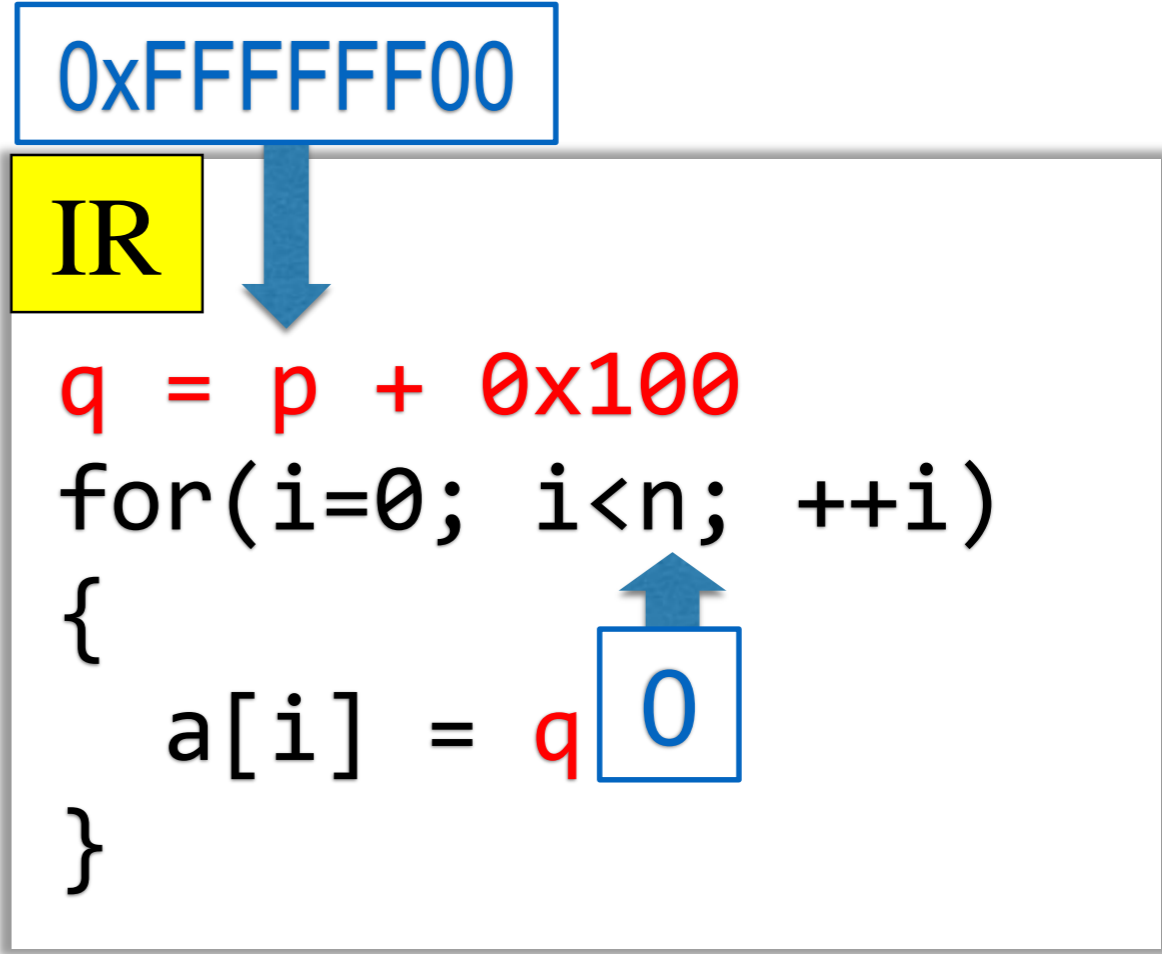 0xFFFFFF00
IR
q = p + 0x100
for(i=0; i<n; ++i)
{
a[i] = q
0
}